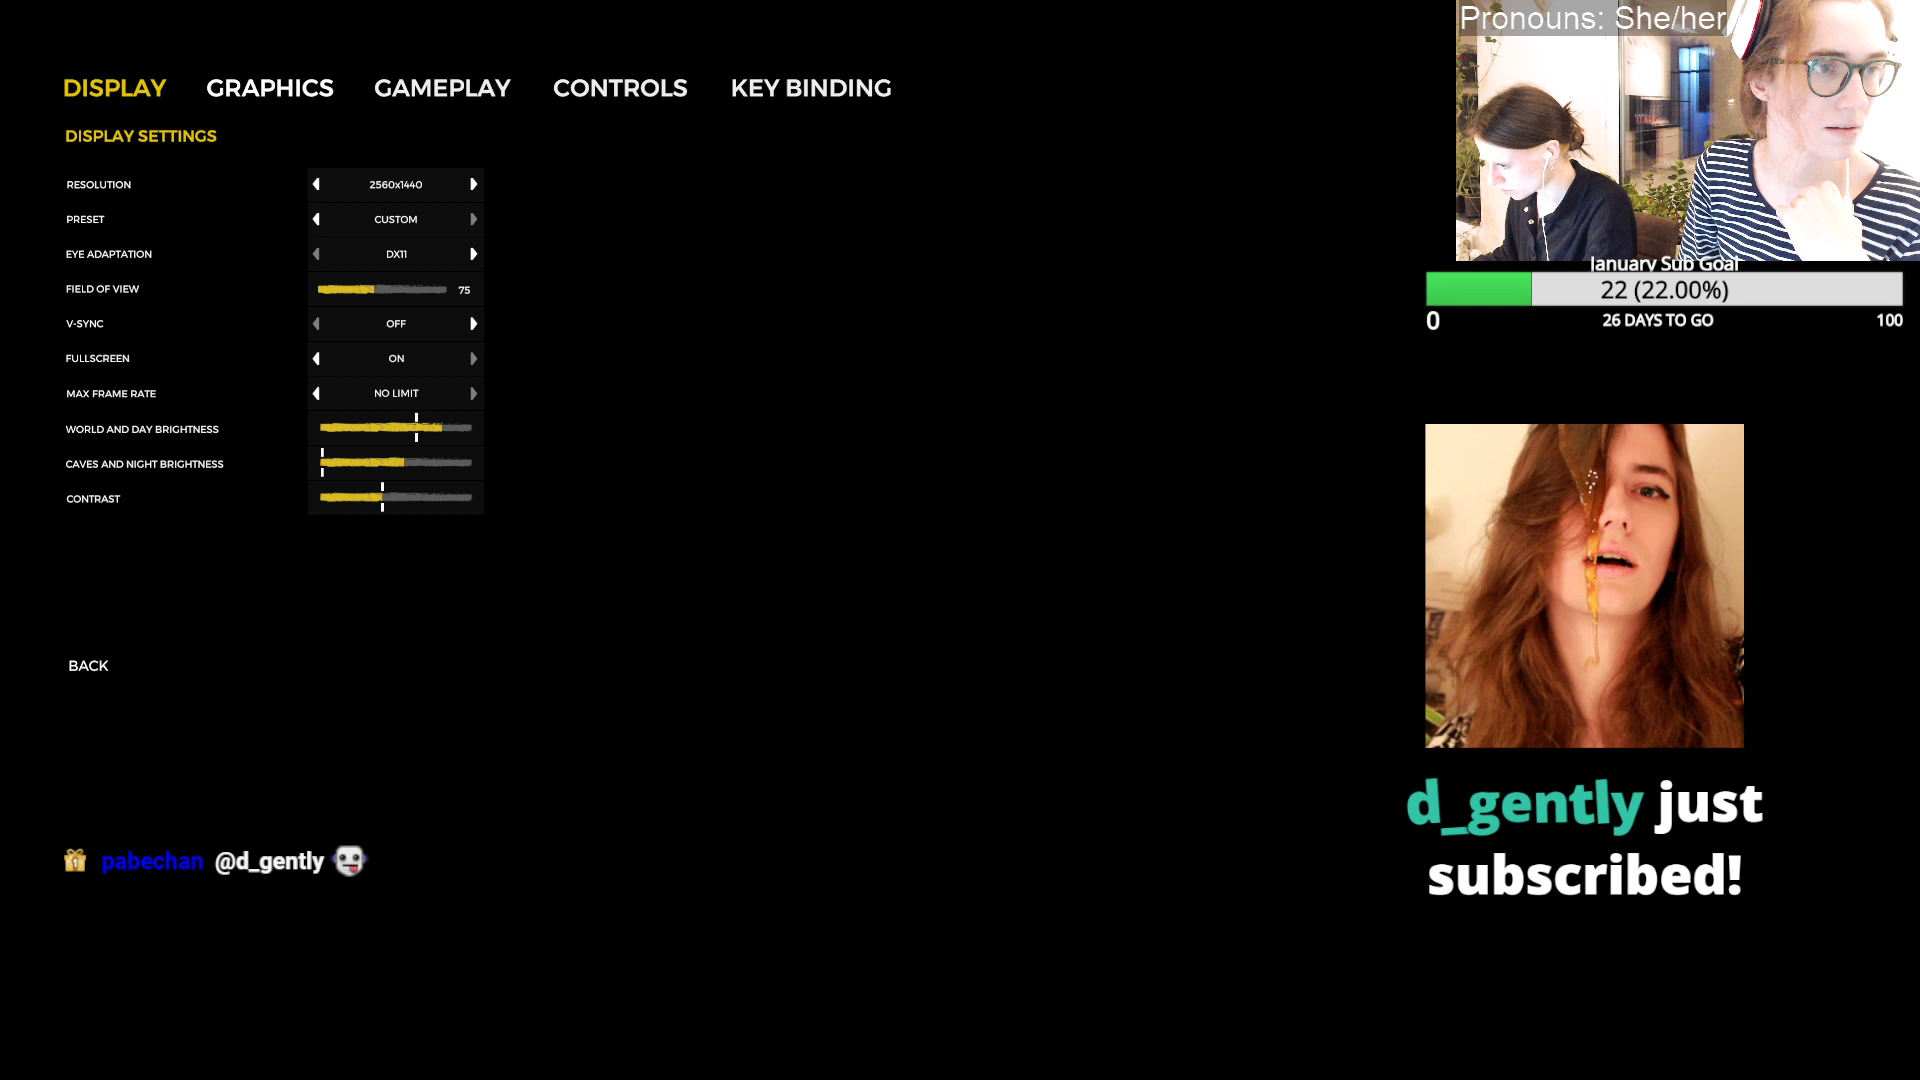 Pronouns: She/her
DISPLAY GRAPHICS GAMEPLAY CONTROLS KEY BINDING
DISPLAY SETTINGS
RESOLUTION 2560x1440
PRESET CUSTOM
EYE ADAPTATION DX11
FIELD OF VIEW 75
V-SYNC OFF
FULLSCREEN ON
MAX FRAME RATE NO LIMIT
WORLD AND DAY BRIGHTNESS
CAVES AND NIGHT BRIGHTNESS
CONTRAST
BACK
January Sub Goal
22 (22.00%)
0 26 DAYS TO GO 100
d_gently just
subscribed!
pabechan @d_gently